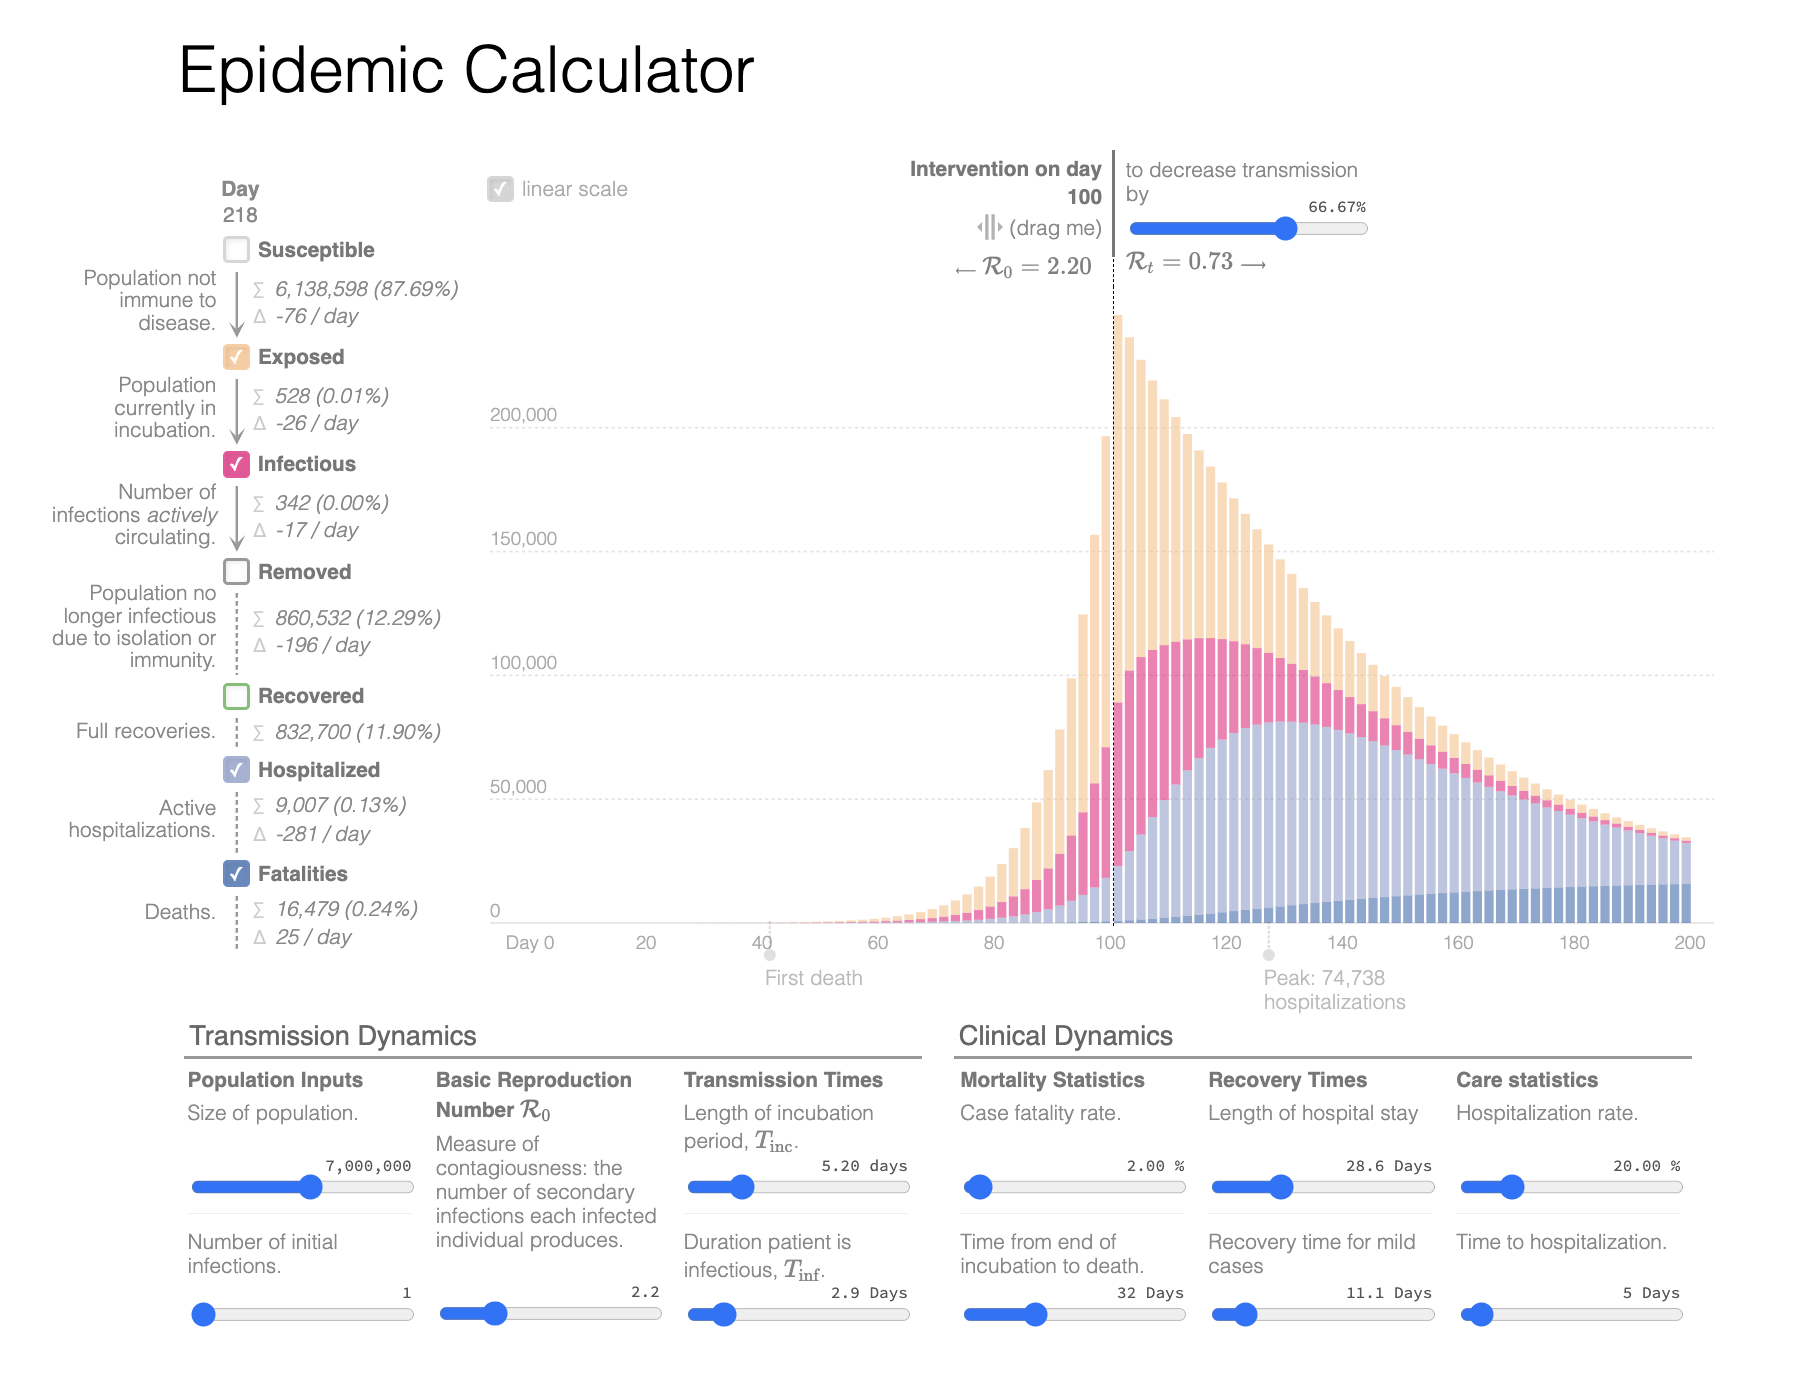 Epidemic Calculator
Day
218
linear scale
Intervention on day
100
(drag me)
← R₀ = 2.20
to decrease transmission
by
66.67%
Rₜ = 0.73 →
Susceptible
Population not
immune to
disease.
∑ 6,138,598 (87.69%)
Δ -76 / day
Exposed
Population
currently in
incubation.
∑ 528 (0.01%)
Δ -26 / day
Infectious
Number of
infections actively
circulating.
∑ 342 (0.00%)
Δ -17 / day
Removed
Population no
longer infectious
due to isolation or
immunity.
∑ 860,532 (12.29%)
Δ -196 / day
Recovered
Full recoveries.
∑ 832,700 (11.90%)
Hospitalized
Active
hospitalizations.
∑ 9,007 (0.13%)
Δ -281 / day
Fatalities
Deaths.
∑ 16,479 (0.24%)
Δ 25 / day
200,000
150,000
100,000
50,000
0
Day 0 20 40 60 80 100 120 140 160 180 200
First death
Peak: 74,738
hospitalizations
Transmission Dynamics
Population Inputs
Size of population.
7,000,000
Number of initial
infections.
1
Basic Reproduction
Number R₀
Measure of
contagiousness: the
number of secondary
infections each infected
individual produces.
2.2
Transmission Times
Length of incubation
period, T_inc.
5.20 days
Duration patient is
infectious, T_inf.
2.9 Days
Clinical Dynamics
Mortality Statistics
Case fatality rate.
2.00 %
Time from end of
incubation to death.
32 Days
Recovery Times
Length of hospital stay
28.6 Days
Recovery time for mild
cases
11.1 Days
Care statistics
Hospitalization rate.
20.00 %
Time to hospitalization.
5 Days